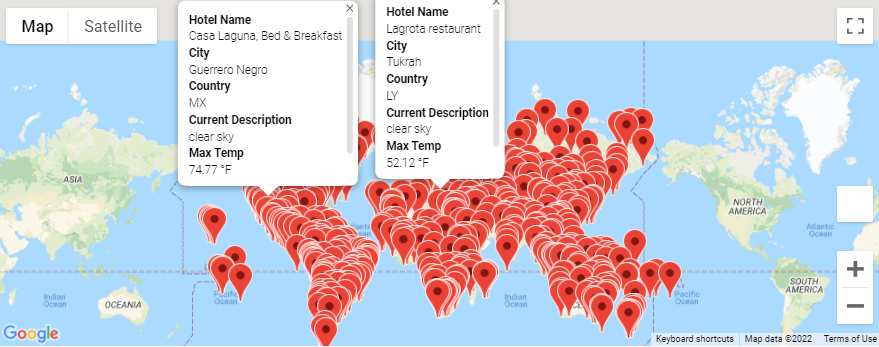 Map
Satellite
Hotel Name
Casa Laguna, Bed & Breakfast
City
Guerrero Negro
Country
MX
Current Description
clear sky
Max Temp
74.77 °F
Hotel Name
Lagrota restaurant
City
Tukrah
Country
LY
Current Description
clear sky
Max Temp
52.12 °F
ASIA
NORTH
AMERICA
Atlantic
Ocean
Indian
Ocean
OCEANIA
Pacific
Ocean
Indian
Ocean
Pacific
Ocean
SOUTH
AMERICA
Google
Keyboard shortcuts
Map data ©2022
Terms of Use